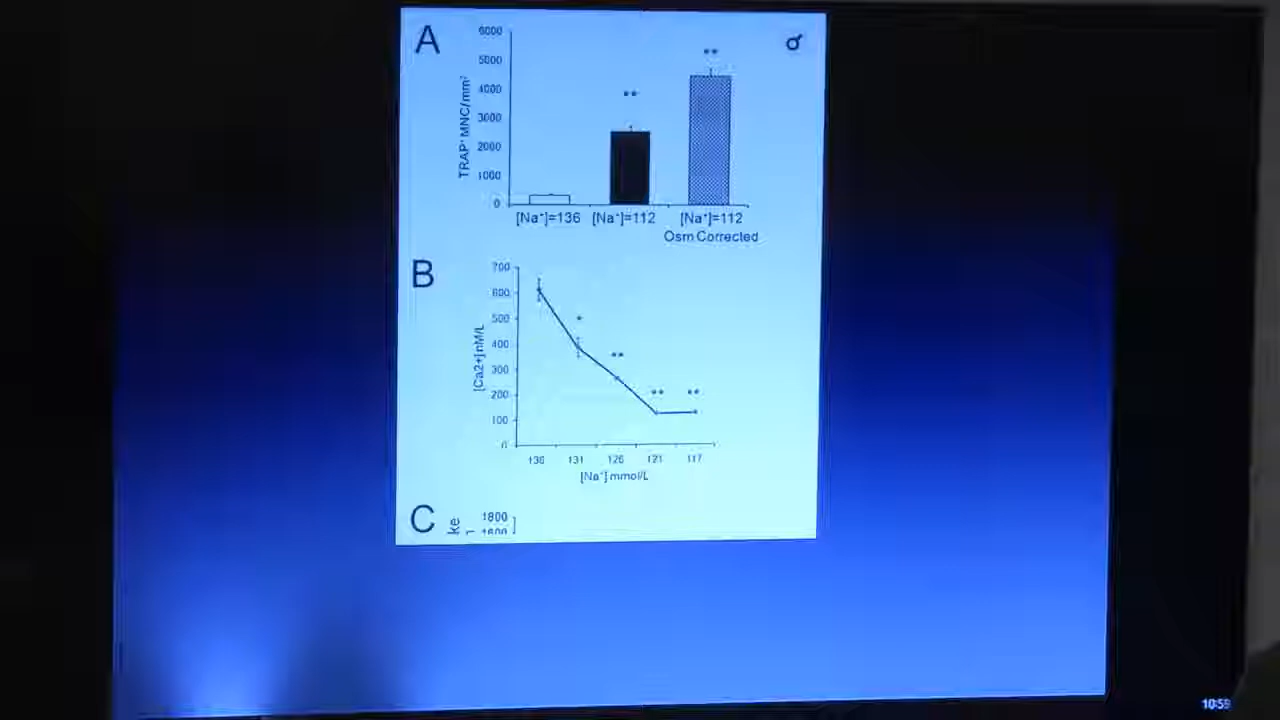 A
♂
6000
5000
4000
3000
2000
1000
0
TRAP⁺MNC/mm²
**
**
[Na⁺]=136 [Na⁺]=112 [Na⁺]=112
Osm Corrected
B
700
600
500
400
300
200
100
0
[Ca2+]nM/L
*
**
** **
136 131 126 121 117
[Na⁺] mmol/L
C
1800
1600
ke
10:59